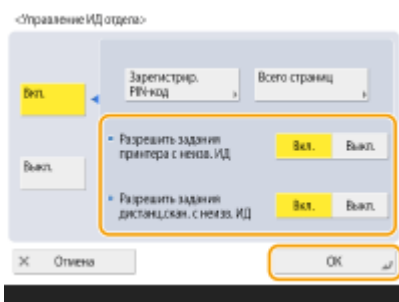 <Управление ИД отдела>
Вкл.
Зарегистрир.
PIN-код
Всего страниц
Разрешить задания
принтера с неизв. ИД
Вкл.
Выкл.
Выкл.
Разрешить задания
дистанц.скан. с неизв. ИД
Вкл.
Выкл.
Отмена
OK